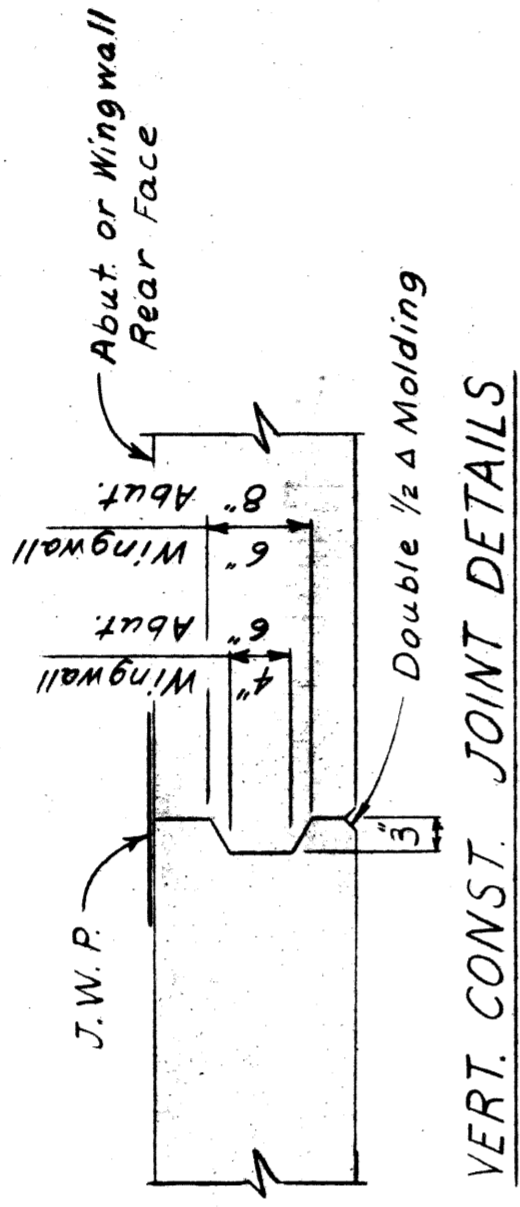 Abut. or Wingwall
Rear Face
J.W.P.
Wingwall
4"
6"
Abut.
Wingwall
6"
8"
Abut.
Double 1/2 Δ Molding
3"
VERT. CONST. JOINT DETAILS